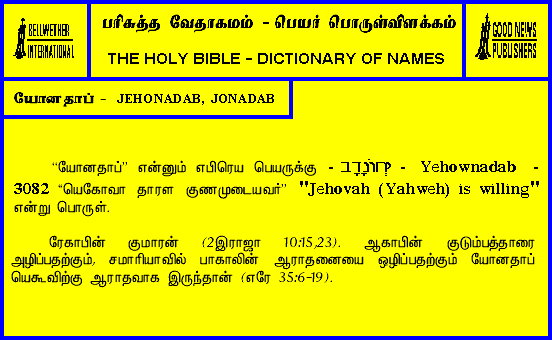 BELLWETHER
INTERNATIONAL
பரிசுத்த வேதாகமம் - பெயர் பொருள்விளக்கம்
THE HOLY BIBLE - DICTIONARY OF NAMES
GOOD NEWS
PUBLISHERS
யோனதாப் - JEHONADAB, JONADAB
“யோனதாப்” என்னும் எபிரெய பெயருக்கு - - Yehownadab -
3082 “யெகோவா தாரள குணமுடையவர்” "Jehovah (Yahweh) is willing"
என்று பொருள்.
ரேகாபின் குமாரன் (2இராஜா 10:15,23). ஆகாபின் குடும்பத்தாரை
அழிப்பதற்கும், சமாரியாவில் பாகாலின் ஆராதனையை ஒழிப்பதற்கும் யோனதாப்
யெகூவிற்கு ஆராதவாக இருந்தான் (எரே 35:6-19).